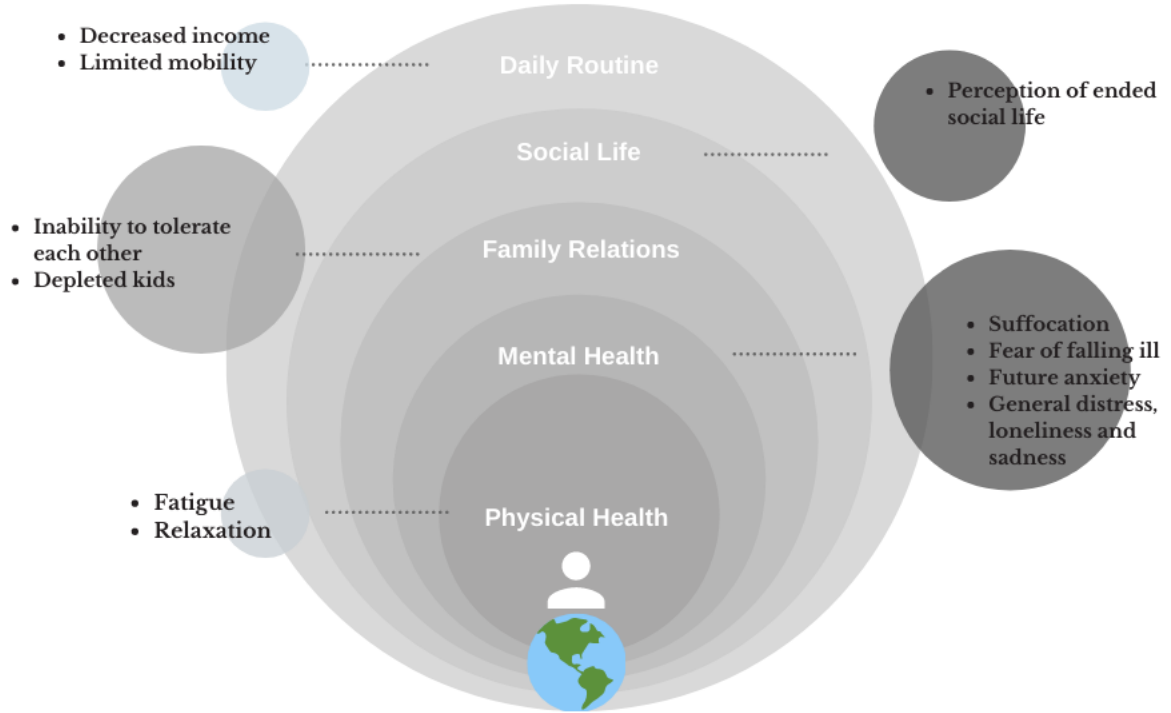 Daily Routine
• Decreased income
• Limited mobility
Social Life
• Perception of ended
social life
Family Relations
• Inability to tolerate
each other
• Depleted kids
Mental Health
• Suffocation
• Fear of falling ill
• Future anxiety
• General distress,
loneliness and
sadness
Physical Health
• Fatigue
• Relaxation